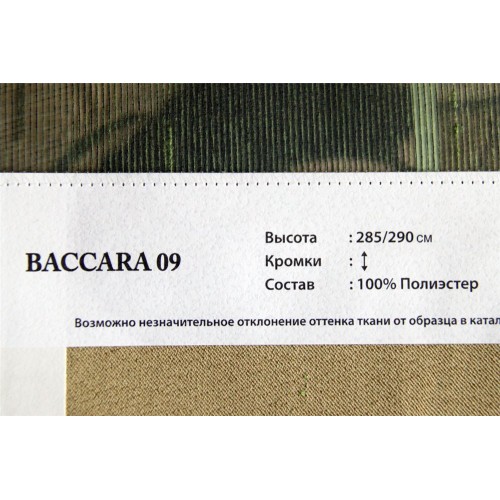 BACCARA 09
Высота : 285/290 см
Кромки : ↕
Состав : 100% Полиэстер
Возможно незначительное отклонение оттенка ткани от образца в катал